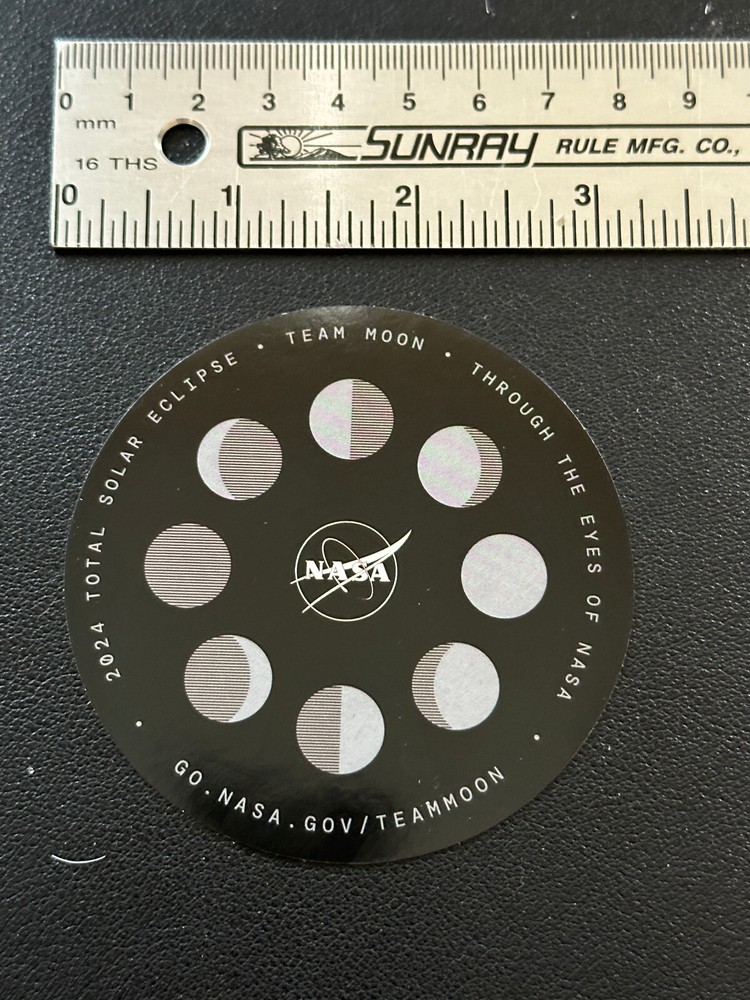 0 1 2 3 4 5 6 7 8 9
mm
SUNRAY RULE MFG. CO.,
16 THS
0 1 2 3
2024 TOTAL SOLAR ECLIPSE • TEAM MOON • THROUGH THE EYES OF NASA •
NASA
GO.NASA.GOV/TEAMMOON •